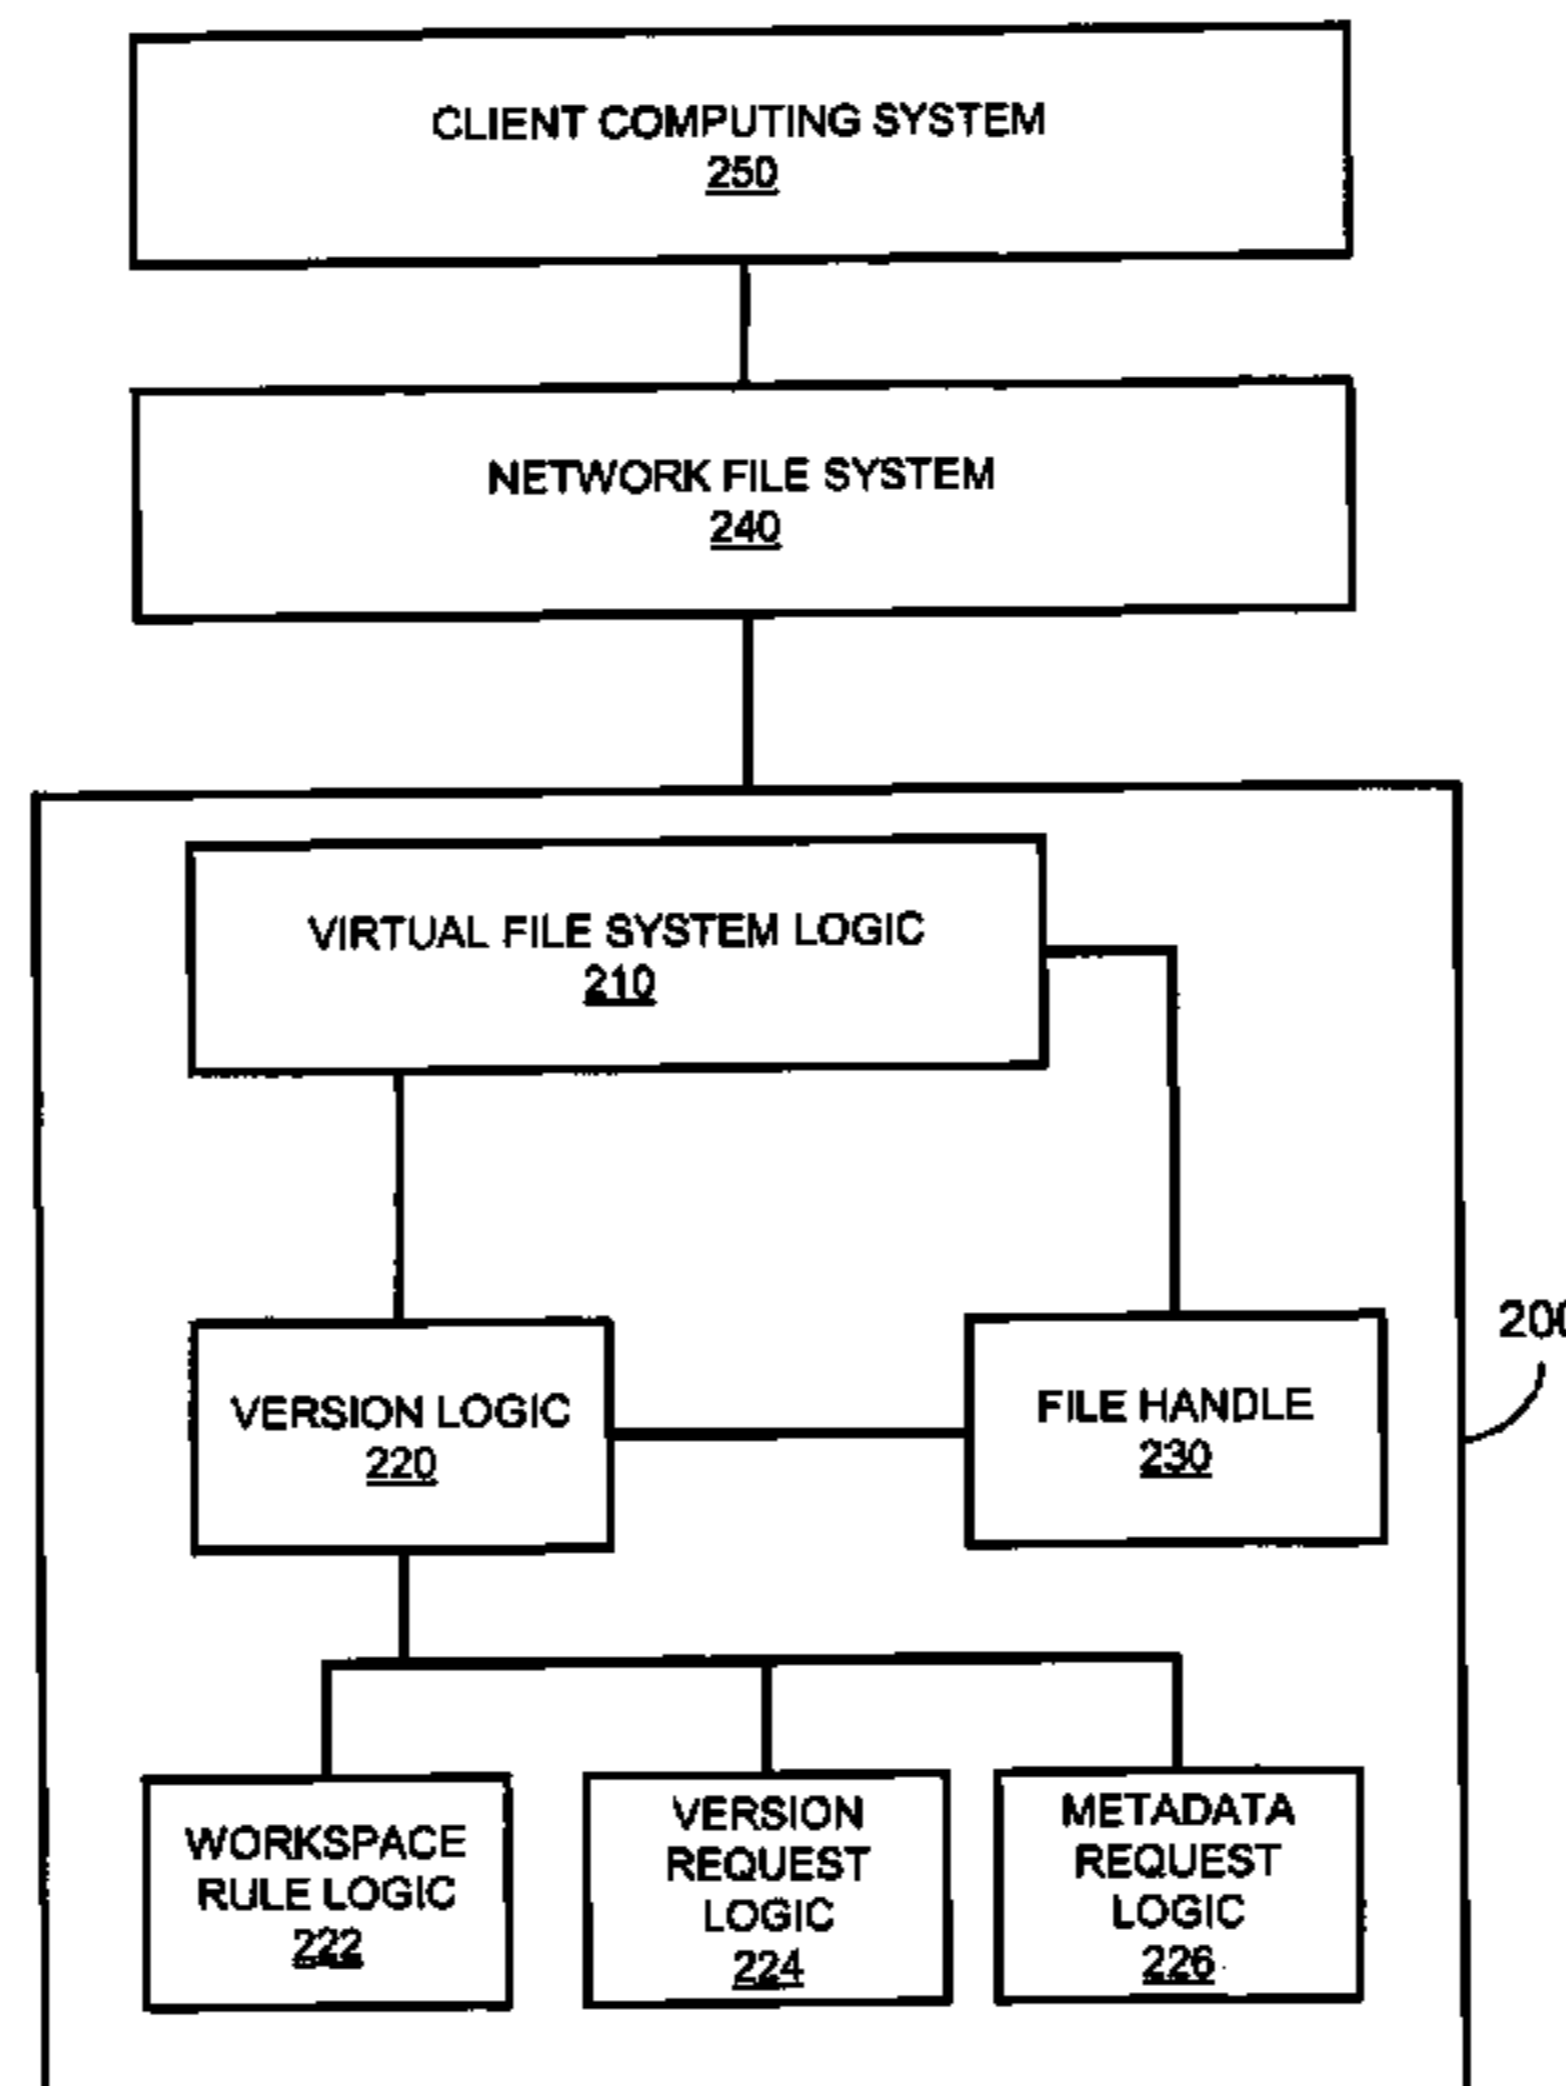 CLIENT COMPUTING SYSTEM
250
NETWORK FILE SYSTEM
240
VIRTUAL FILE SYSTEM LOGIC
210
VERSION LOGIC
220
FILE HANDLE
230
200
WORKSPACE
RULE LOGIC
222
VERSION
REQUEST
LOGIC
224
METADATA
REQUEST
LOGIC
226